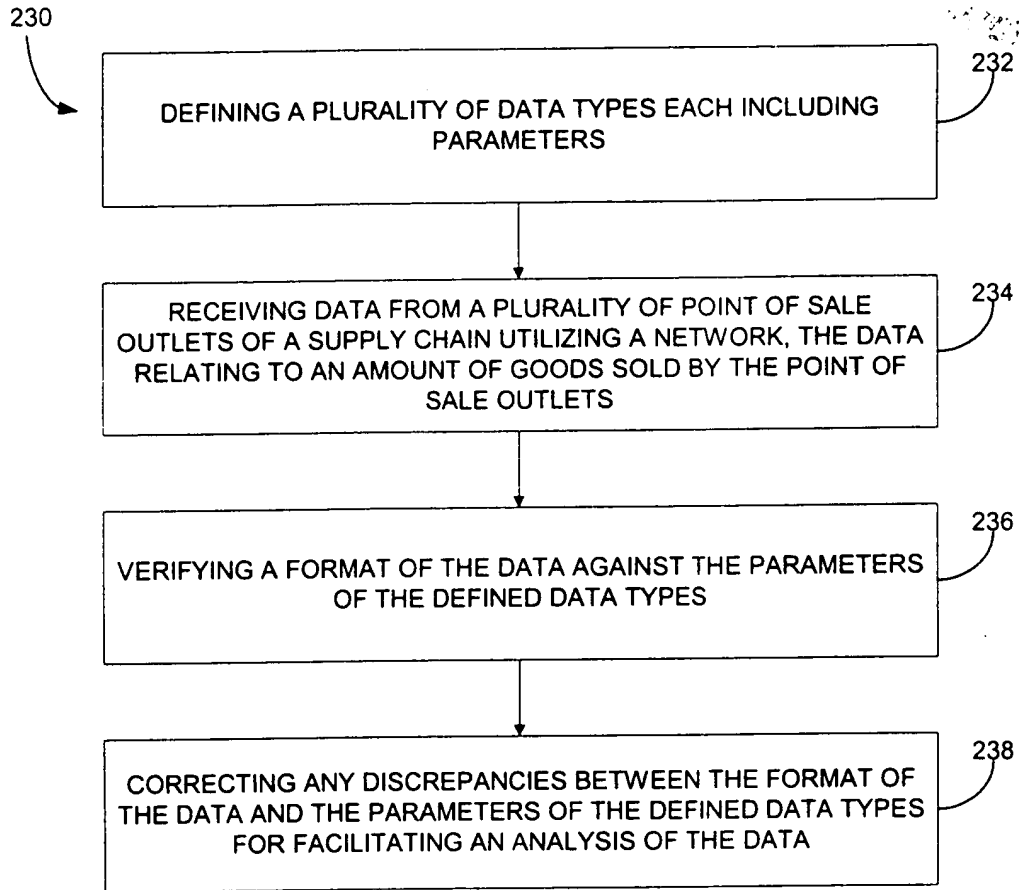 230
232
DEFINING A PLURALITY OF DATA TYPES EACH INCLUDING
PARAMETERS
234
RECEIVING DATA FROM A PLURALITY OF POINT OF SALE
OUTLETS OF A SUPPLY CHAIN UTILIZING A NETWORK, THE DATA
RELATING TO AN AMOUNT OF GOODS SOLD BY THE POINT OF
SALE OUTLETS
236
VERIFYING A FORMAT OF THE DATA AGAINST THE PARAMETERS
OF THE DEFINED DATA TYPES
238
CORRECTING ANY DISCREPANCIES BETWEEN THE FORMAT OF
THE DATA AND THE PARAMETERS OF THE DEFINED DATA TYPES
FOR FACILITATING AN ANALYSIS OF THE DATA